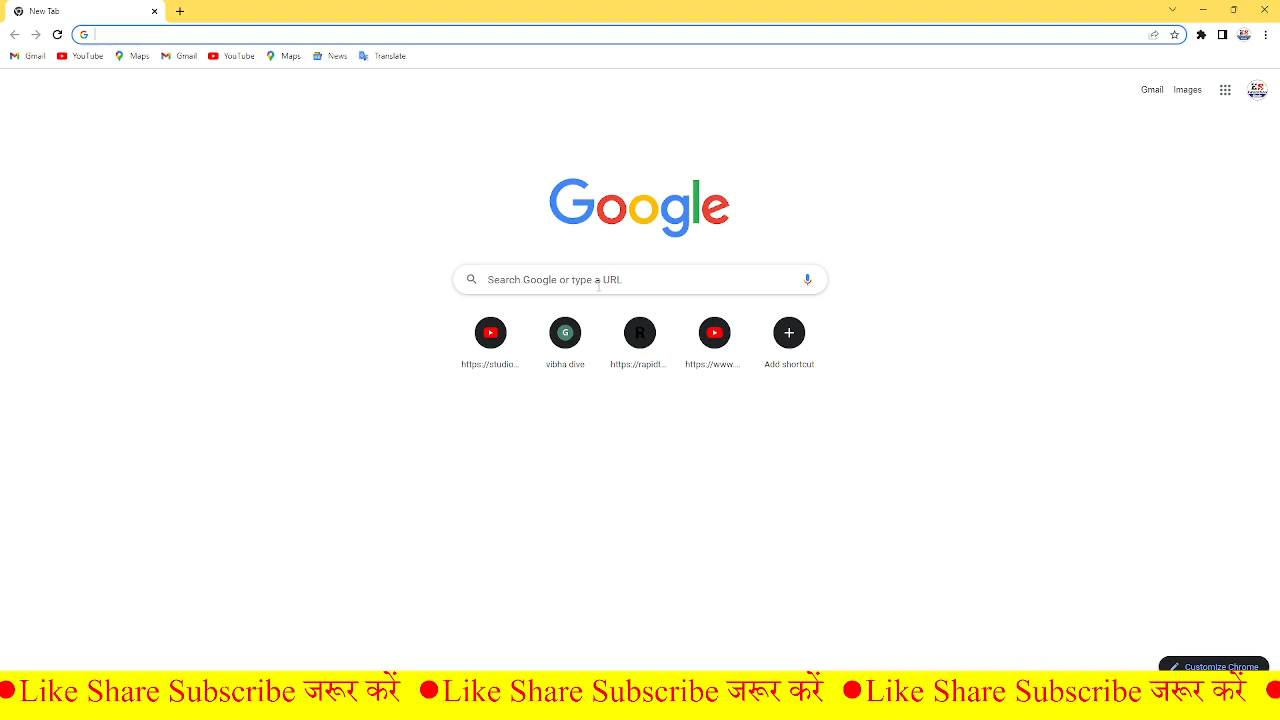 New Tab
Gmail YouTube Maps Gmail YouTube Maps News Translate
Gmail Images
Google
Search Google or type a URL
https://studio... vibha dive https://rapidt... https://www.... Add shortcut
Customize Chrome
Like Share Subscribe जरूर करें Like Share Subscribe जरूर करें Like Share Subscribe जरूर करें